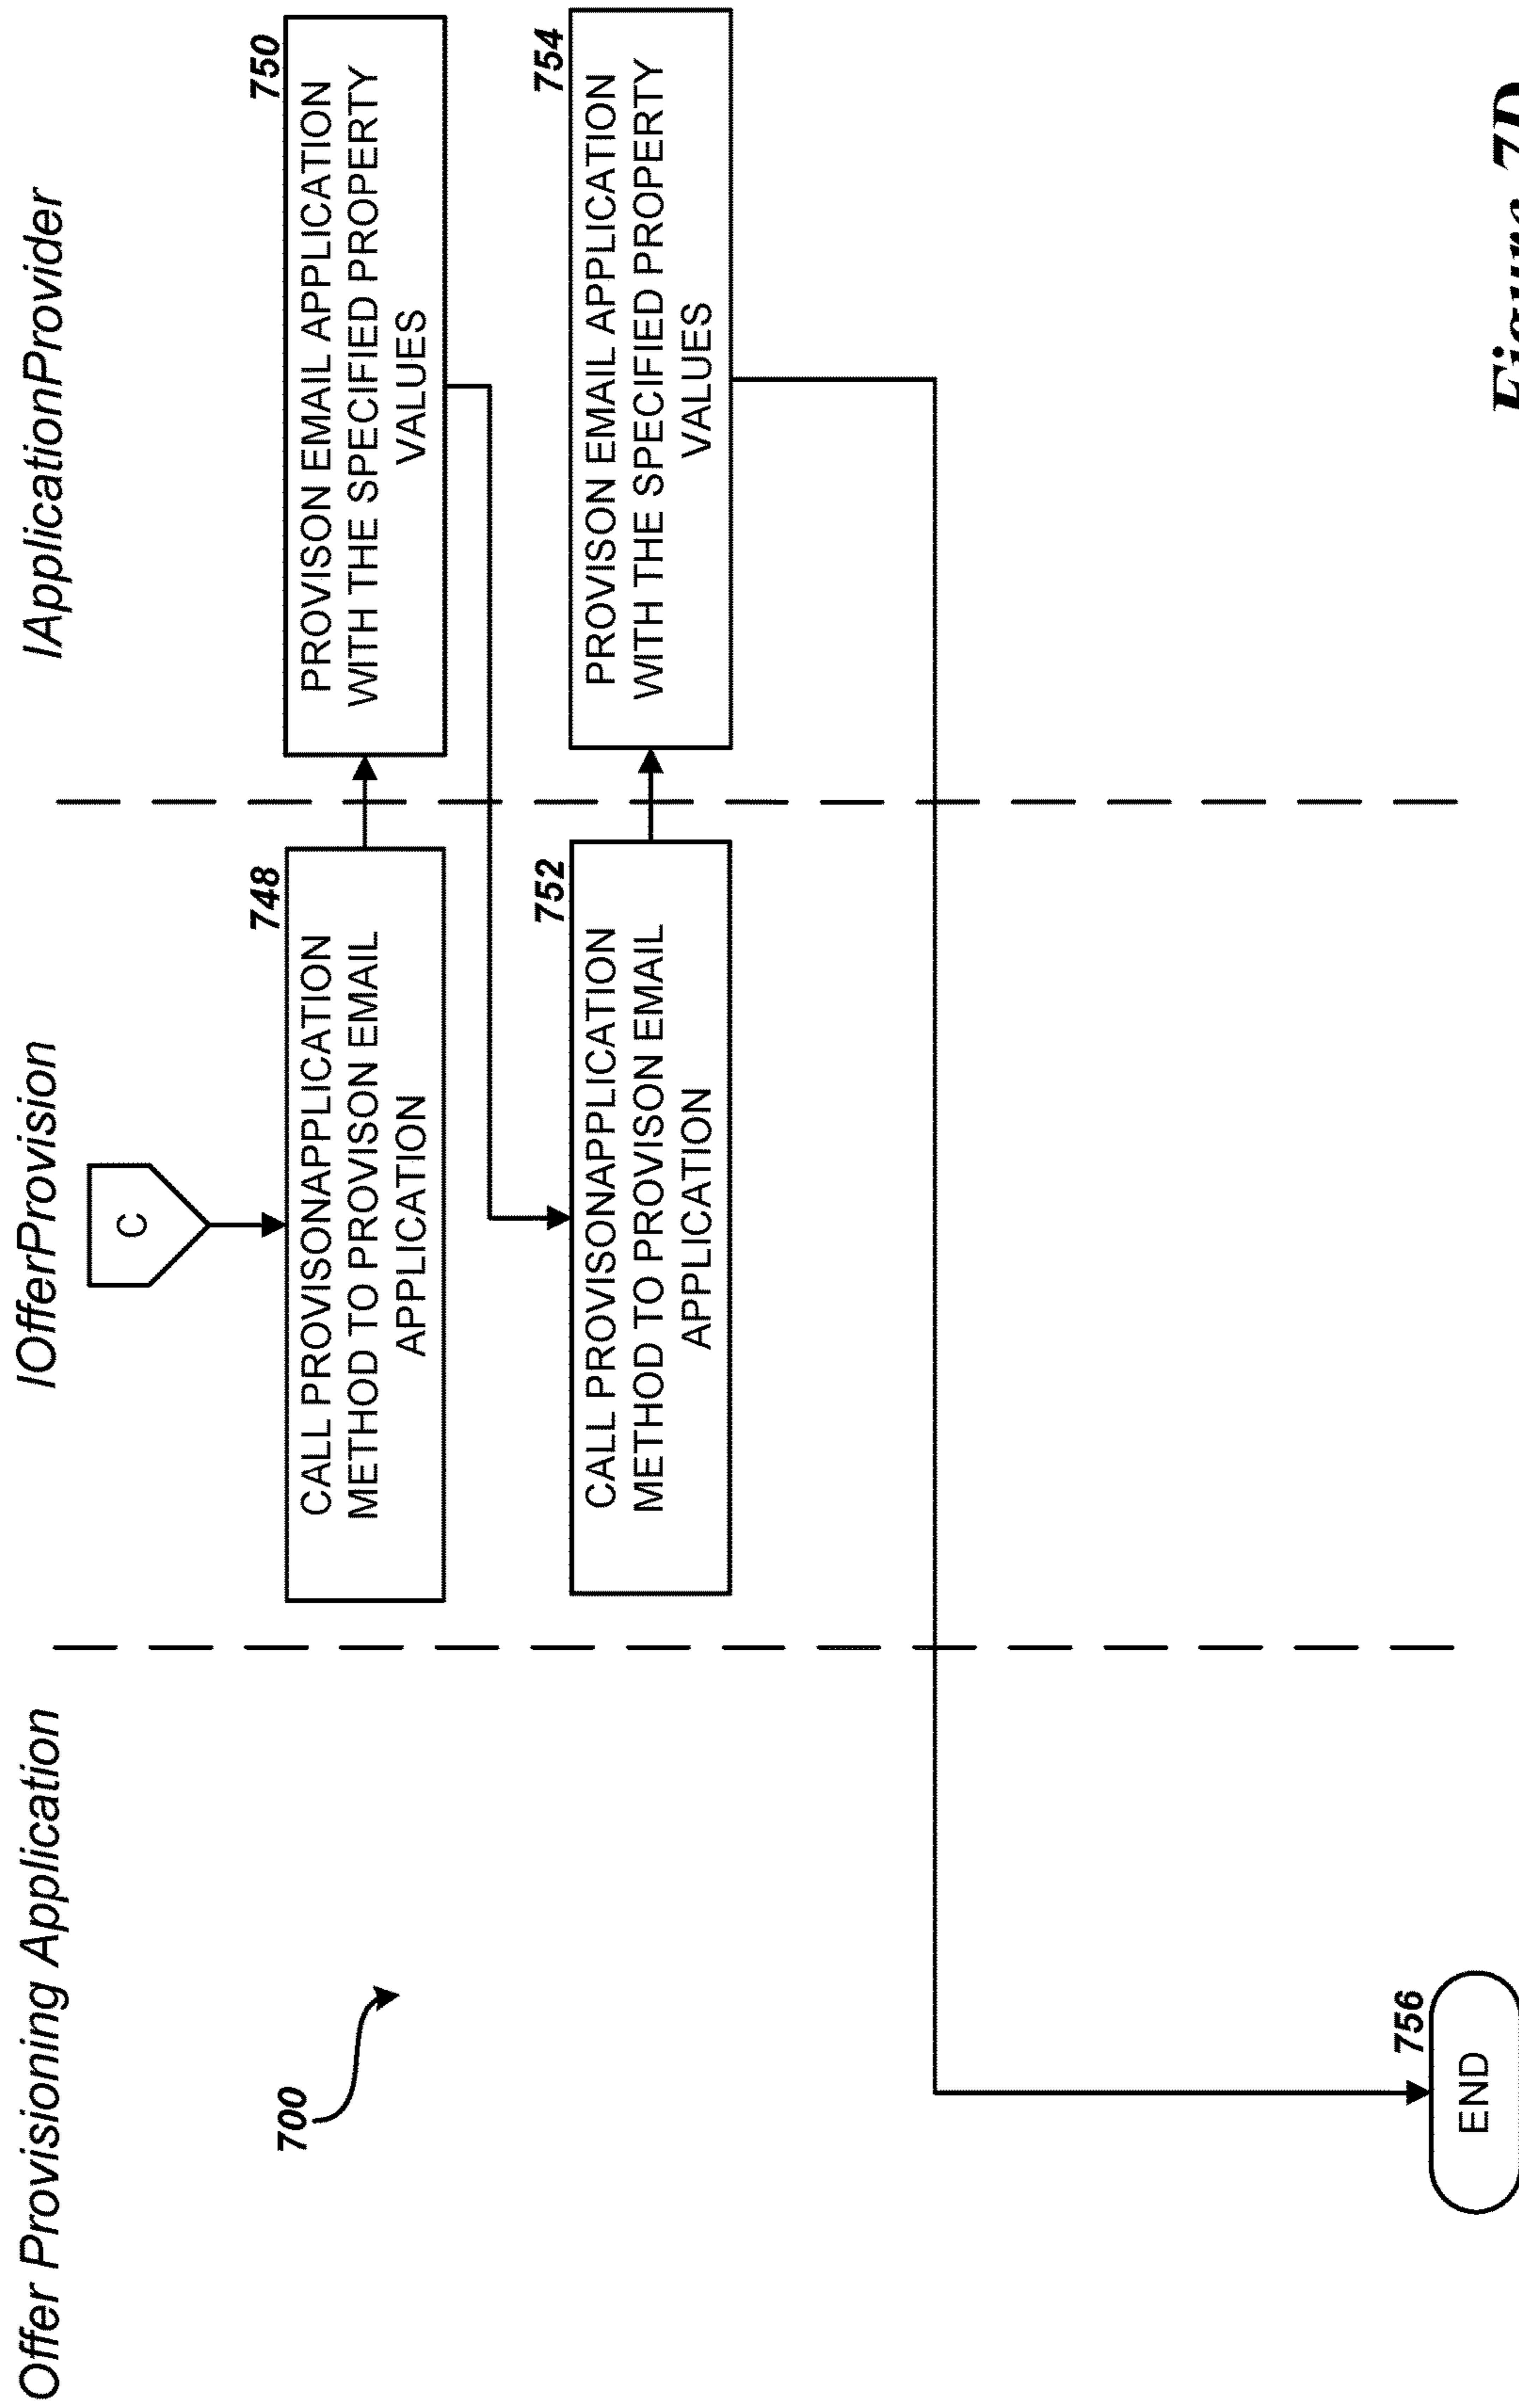 Offer Provisioning Application
IOfferProvision
IApplicationProvider
C
700
748
CALL PROVISONAPPLICATION
METHOD TO PROVISON EMAIL
APPLICATION
750
PROVISON EMAIL APPLICATION
WITH THE SPECIFIED PROPERTY
VALUES
752
CALL PROVISONAPPLICATION
METHOD TO PROVISON EMAIL
APPLICATION
754
PROVISON EMAIL APPLICATION
WITH THE SPECIFIED PROPERTY
VALUES
756
END
Figure 7D